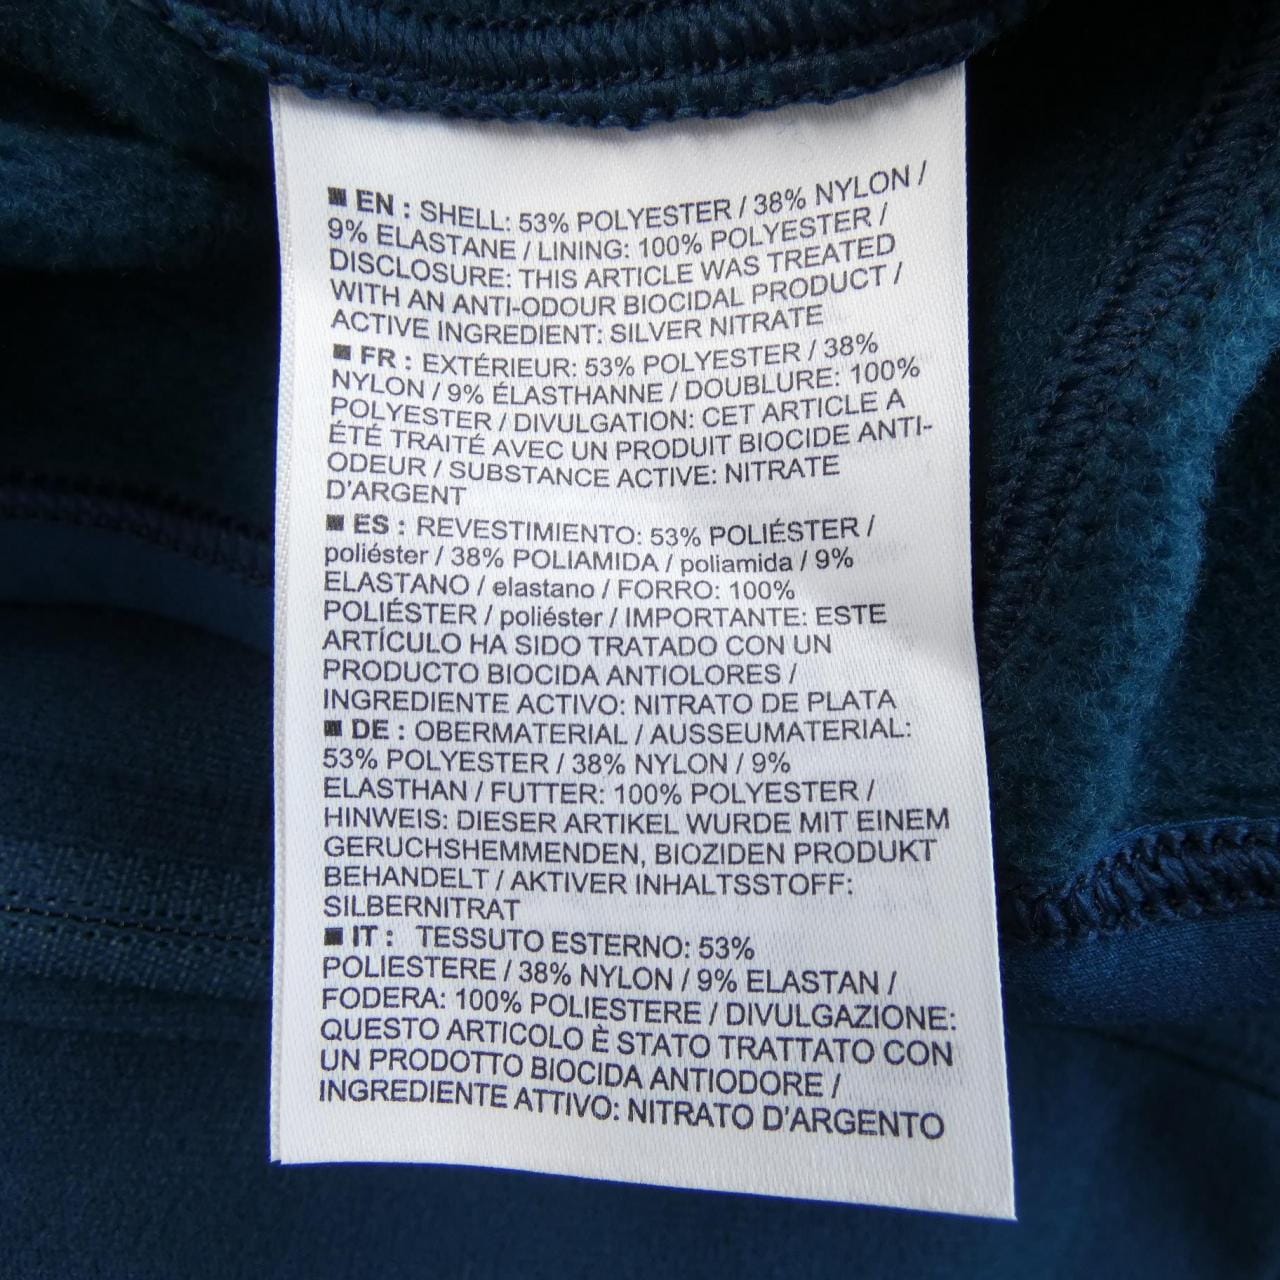 ■ EN : SHELL: 53% POLYESTER / 38% NYLON /
9% ELASTANE / LINING: 100% POLYESTER /
DISCLOSURE: THIS ARTICLE WAS TREATED
WITH AN ANTI-ODOUR BIOCIDAL PRODUCT /
ACTIVE INGREDIENT: SILVER NITRATE
■ FR : EXTÉRIEUR: 53% POLYESTER / 38%
NYLON / 9% ÉLASTHANNE / DOUBLURE: 100%
POLYESTER / DIVULGATION: CET ARTICLE A
ÉTÉ TRAITÉ AVEC UN PRODUIT BIOCIDE ANTI-
ODEUR / SUBSTANCE ACTIVE: NITRATE
D'ARGENT
■ ES : REVESTIMIENTO: 53% POLIÉSTER /
poliéster / 38% POLIAMIDA / poliamida / 9%
ELASTANO / elastano / FORRO: 100%
POLIÉSTER / poliéster / IMPORTANTE: ESTE
ARTÍCULO HA SIDO TRATADO CON UN
PRODUCTO BIOCIDA ANTIOLORES /
INGREDIENTE ACTIVO: NITRATO DE PLATA
■ DE : OBERMATERIAL / AUSSEUMATERIAL:
53% POLYESTER / 38% NYLON / 9%
ELASTHAN / FUTTER: 100% POLYESTER /
HINWEIS: DIESER ARTIKEL WURDE MIT EINEM
GERUCHSHEMMENDEN, BIOZIDEN PRODUKT
BEHANDELT / AKTIVER INHALTSSTOFF:
SILBERNITRAT
■ IT : TESSUTO ESTERNO: 53%
POLIESTERE / 38% NYLON / 9% ELASTAN /
FODERA: 100% POLIESTERE / DIVULGAZIONE:
QUESTO ARTICOLO È STATO TRATTATO CON
UN PRODOTTO BIOCIDA ANTIODORE /
INGREDIENTE ATTIVO: NITRATO D'ARGENTO